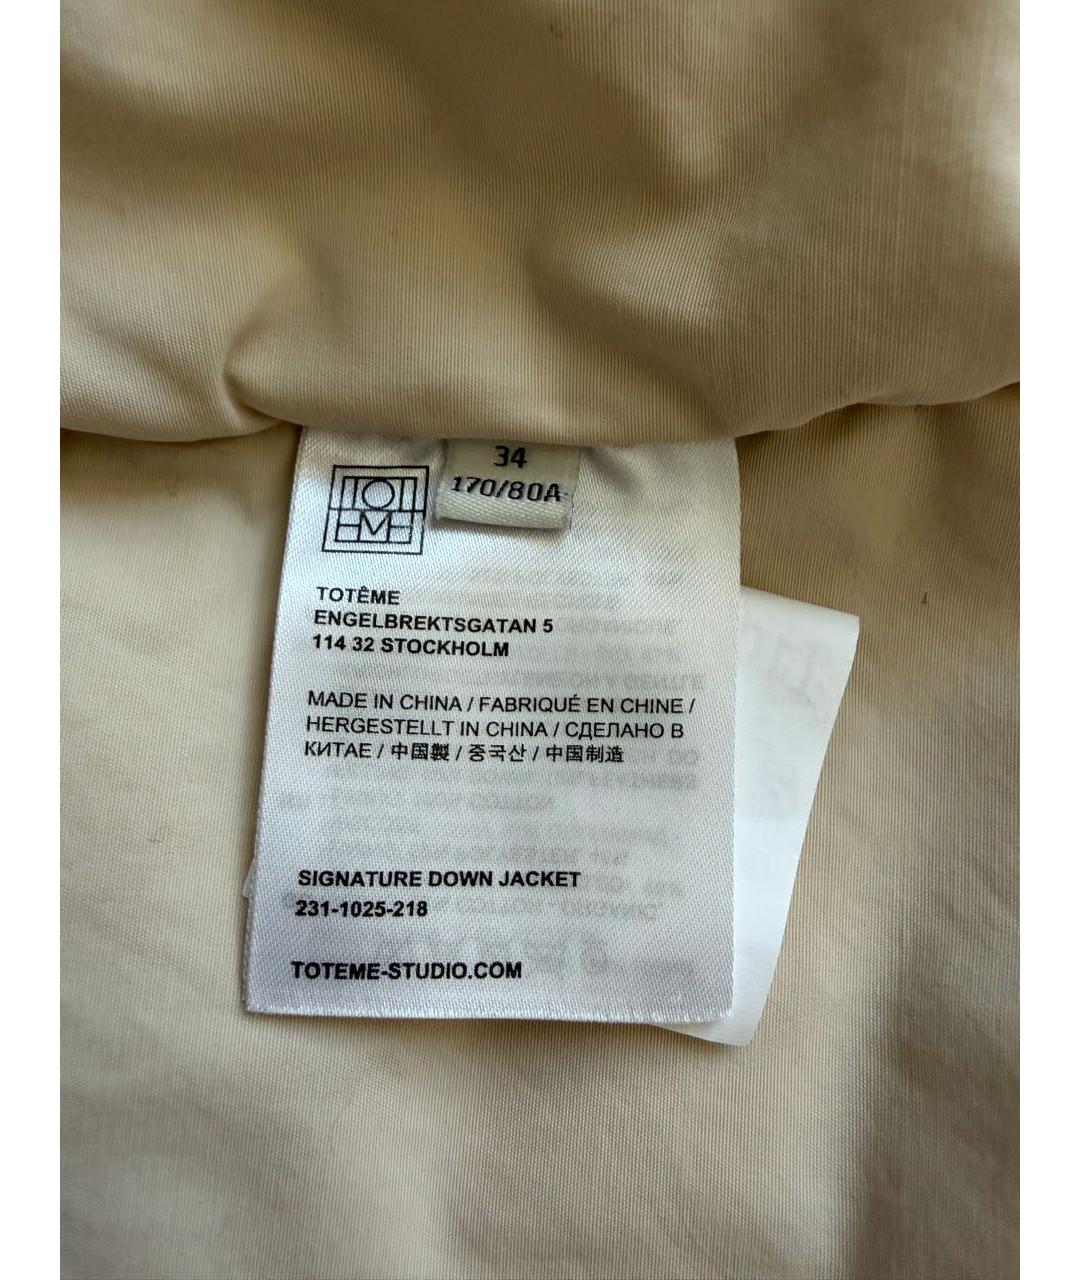 34
170/80A
TOTEME
TOTÊME
ENGELBREKTSGATAN 5
114 32 STOCKHOLM
MADE IN CHINA / FABRIQUÉ EN CHINE /
HERGESTELLT IN CHINA / СДЕЛАНО В
КИТАЕ / 中国製 / 중국산 / 中国制造
SIGNATURE DOWN JACKET
231-1025-218
TOTEME-STUDIO.COM